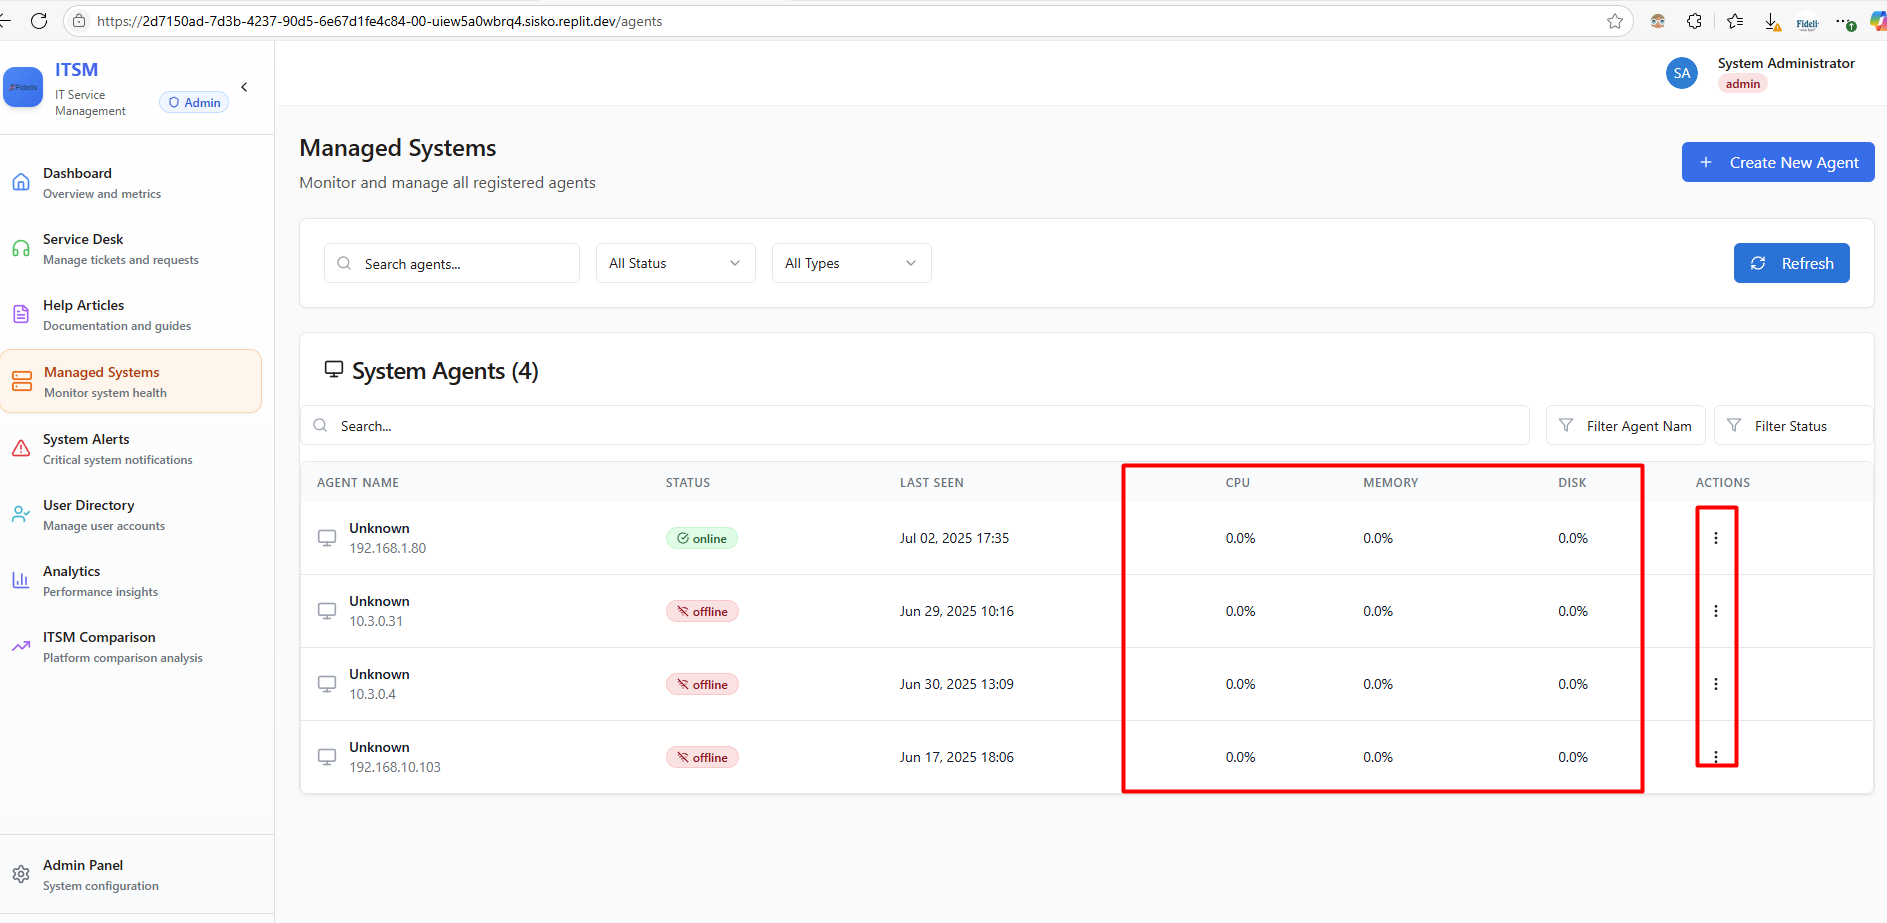 https://2d7150ad-7d3b-4237-90d5-6e67d1fe4c84-00-uiew5a0wbrq4.sisko.replit.dev/agents
Fideli
ITSM
Fidelis
IT Service
Management
Admin
SA
System Administrator
admin
Dashboard
Overview and metrics
Service Desk
Manage tickets and requests
Help Articles
Documentation and guides
Managed Systems
Monitor system health
System Alerts
Critical system notifications
User Directory
Manage user accounts
Analytics
Performance insights
ITSM Comparison
Platform comparison analysis
Admin Panel
System configuration
Managed Systems
Monitor and manage all registered agents
+ Create New Agent
Search agents...
All Status
All Types
Refresh
System Agents (4)
Search...
Filter Agent Nam
Filter Status
AGENT NAME STATUS LAST SEEN CPU MEMORY DISK ACTIONS
Unknown
192.168.1.80
online Jul 02, 2025 17:35 0.0% 0.0% 0.0%
Unknown
10.3.0.31
offline Jun 29, 2025 10:16 0.0% 0.0% 0.0%
Unknown
10.3.0.4
offline Jun 30, 2025 13:09 0.0% 0.0% 0.0%
Unknown
192.168.10.103
offline Jun 17, 2025 18:06 0.0% 0.0% 0.0%